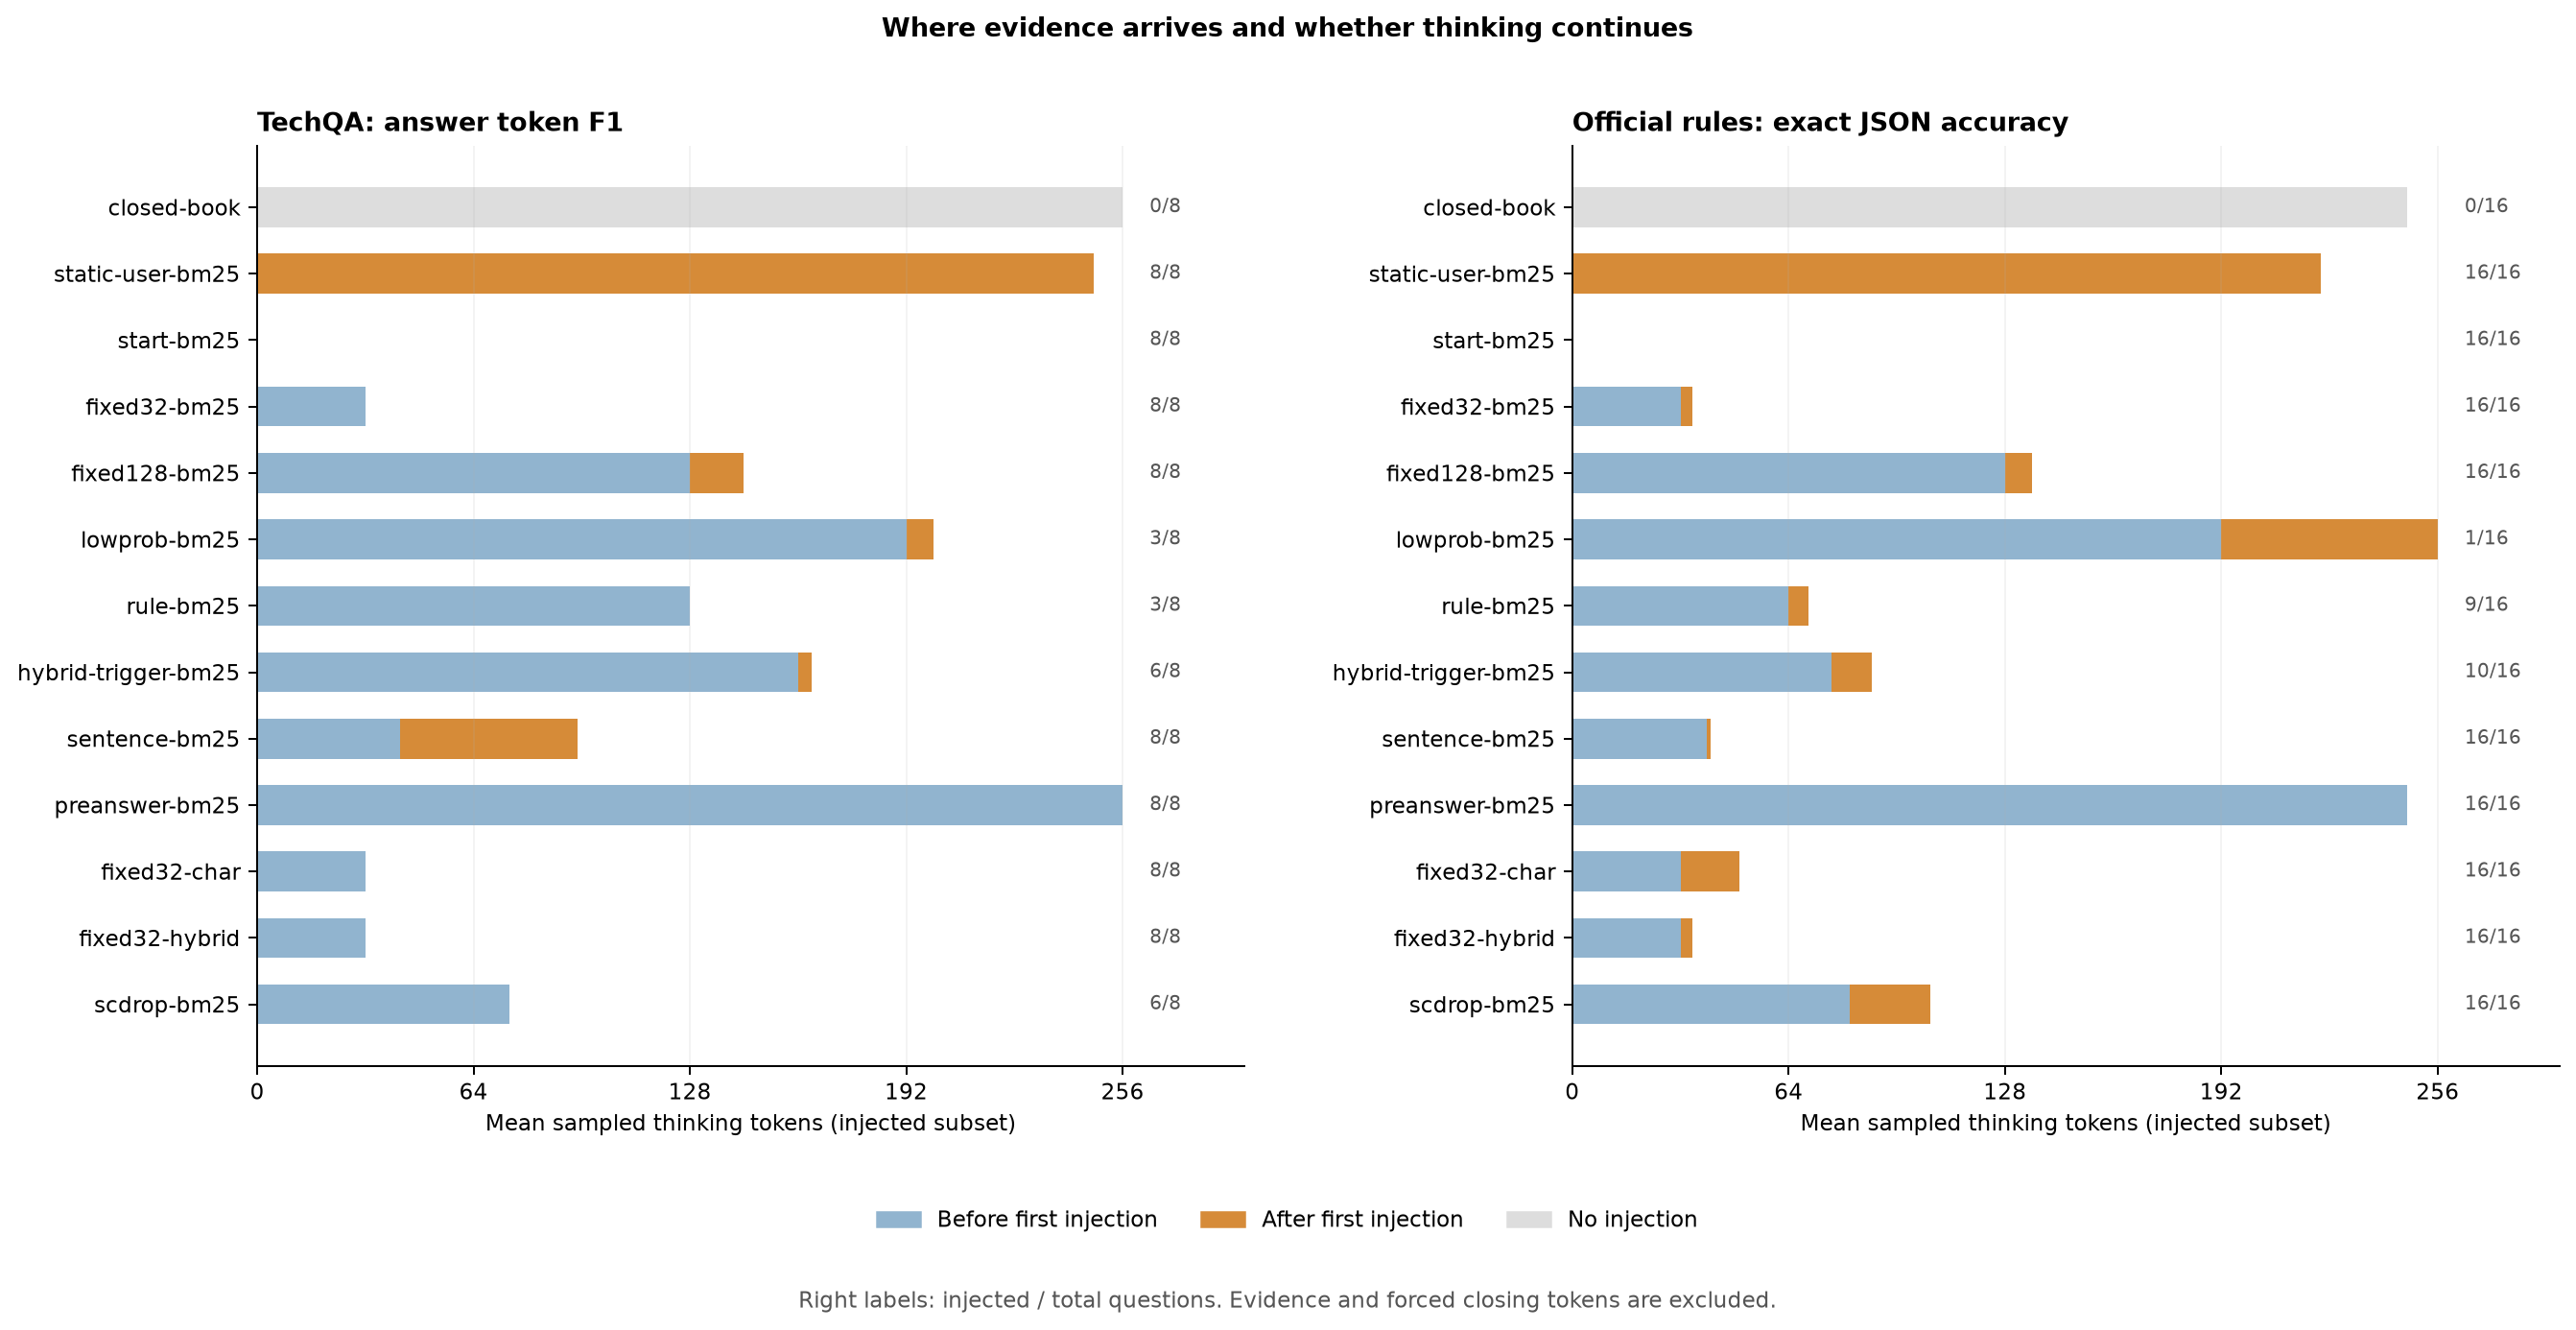 Where evidence arrives and whether thinking continues
TechQA: answer token F1
closed-book 0/8
static-user-bm25 8/8
start-bm25 8/8
fixed32-bm25 8/8
fixed128-bm25 8/8
lowprob-bm25 3/8
rule-bm25 3/8
hybrid-trigger-bm25 6/8
sentence-bm25 8/8
preanswer-bm25 8/8
fixed32-char 8/8
fixed32-hybrid 8/8
scdrop-bm25 6/8
0 64 128 192 256
Mean sampled thinking tokens (injected subset)
Official rules: exact JSON accuracy
closed-book 0/16
static-user-bm25 16/16
start-bm25 16/16
fixed32-bm25 16/16
fixed128-bm25 16/16
lowprob-bm25 1/16
rule-bm25 9/16
hybrid-trigger-bm25 10/16
sentence-bm25 16/16
preanswer-bm25 16/16
fixed32-char 16/16
fixed32-hybrid 16/16
scdrop-bm25 16/16
0 64 128 192 256
Mean sampled thinking tokens (injected subset)
Before first injection After first injection No injection
Right labels: injected / total questions. Evidence and forced closing tokens are excluded.